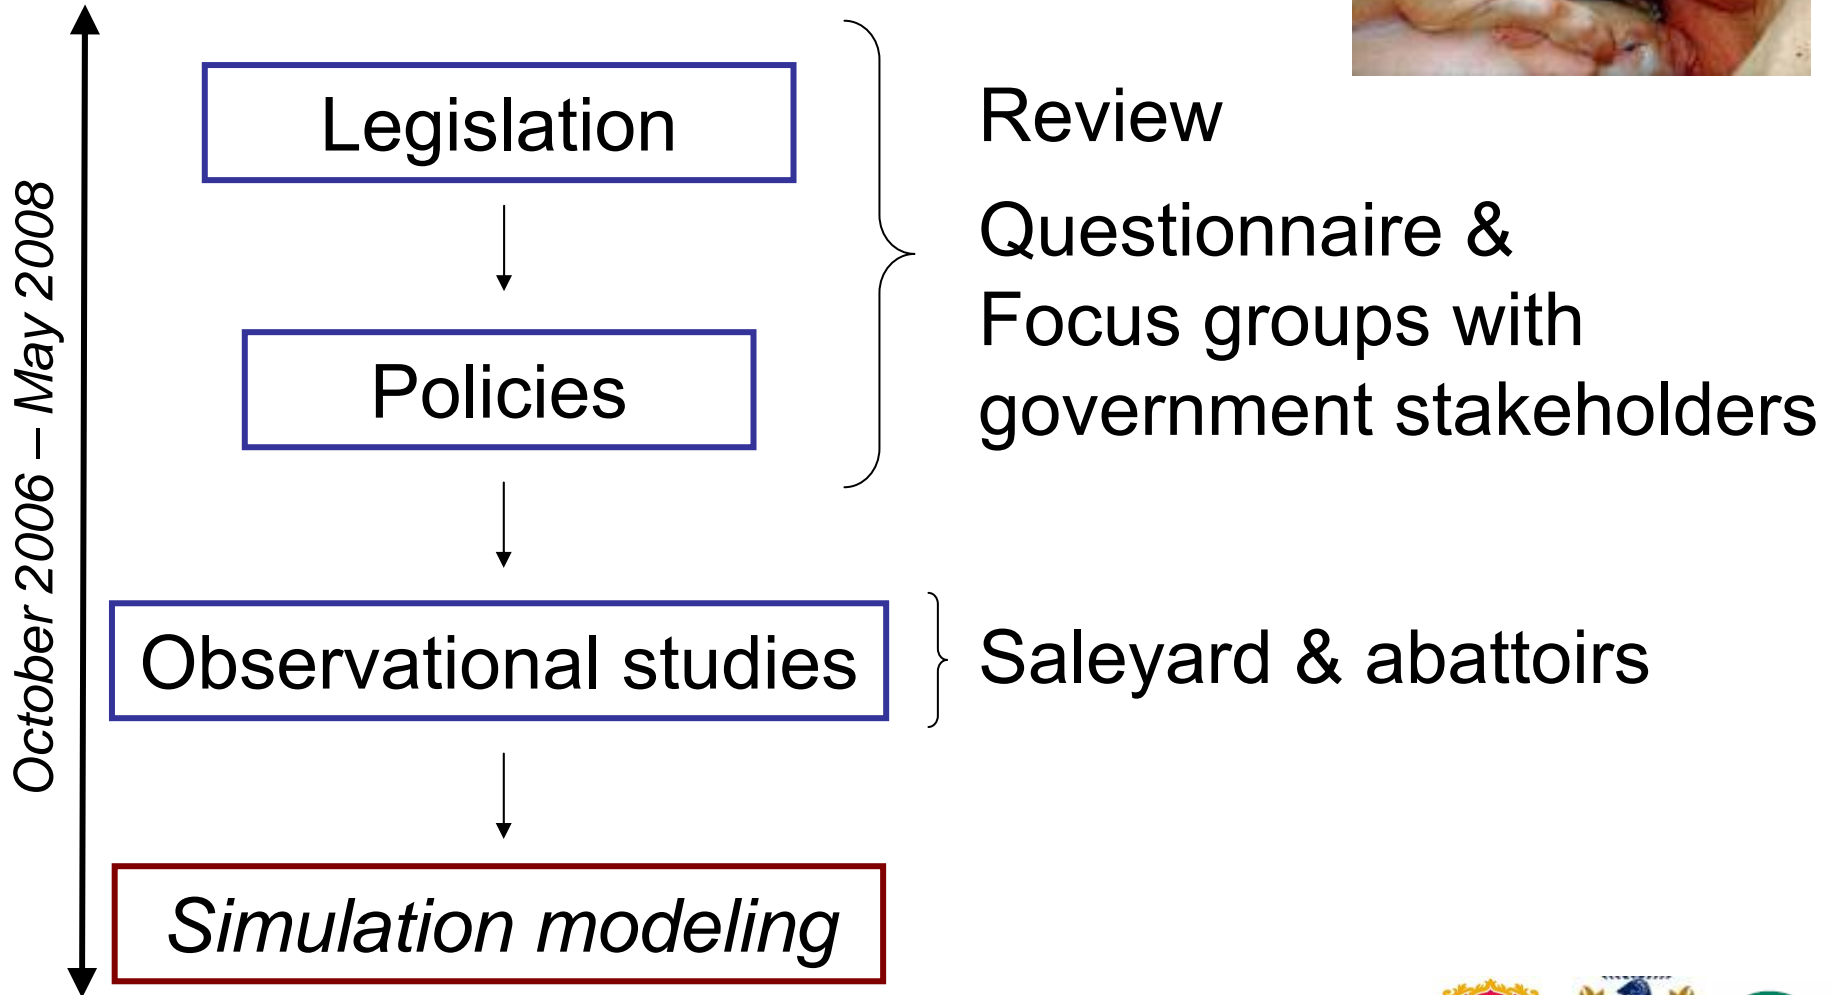 October 2006 – May 2008
Legislation
Policies
Observational studies
Simulation modeling
Review
Questionnaire &
Focus groups with
government stakeholders
Saleyard & abattoirs